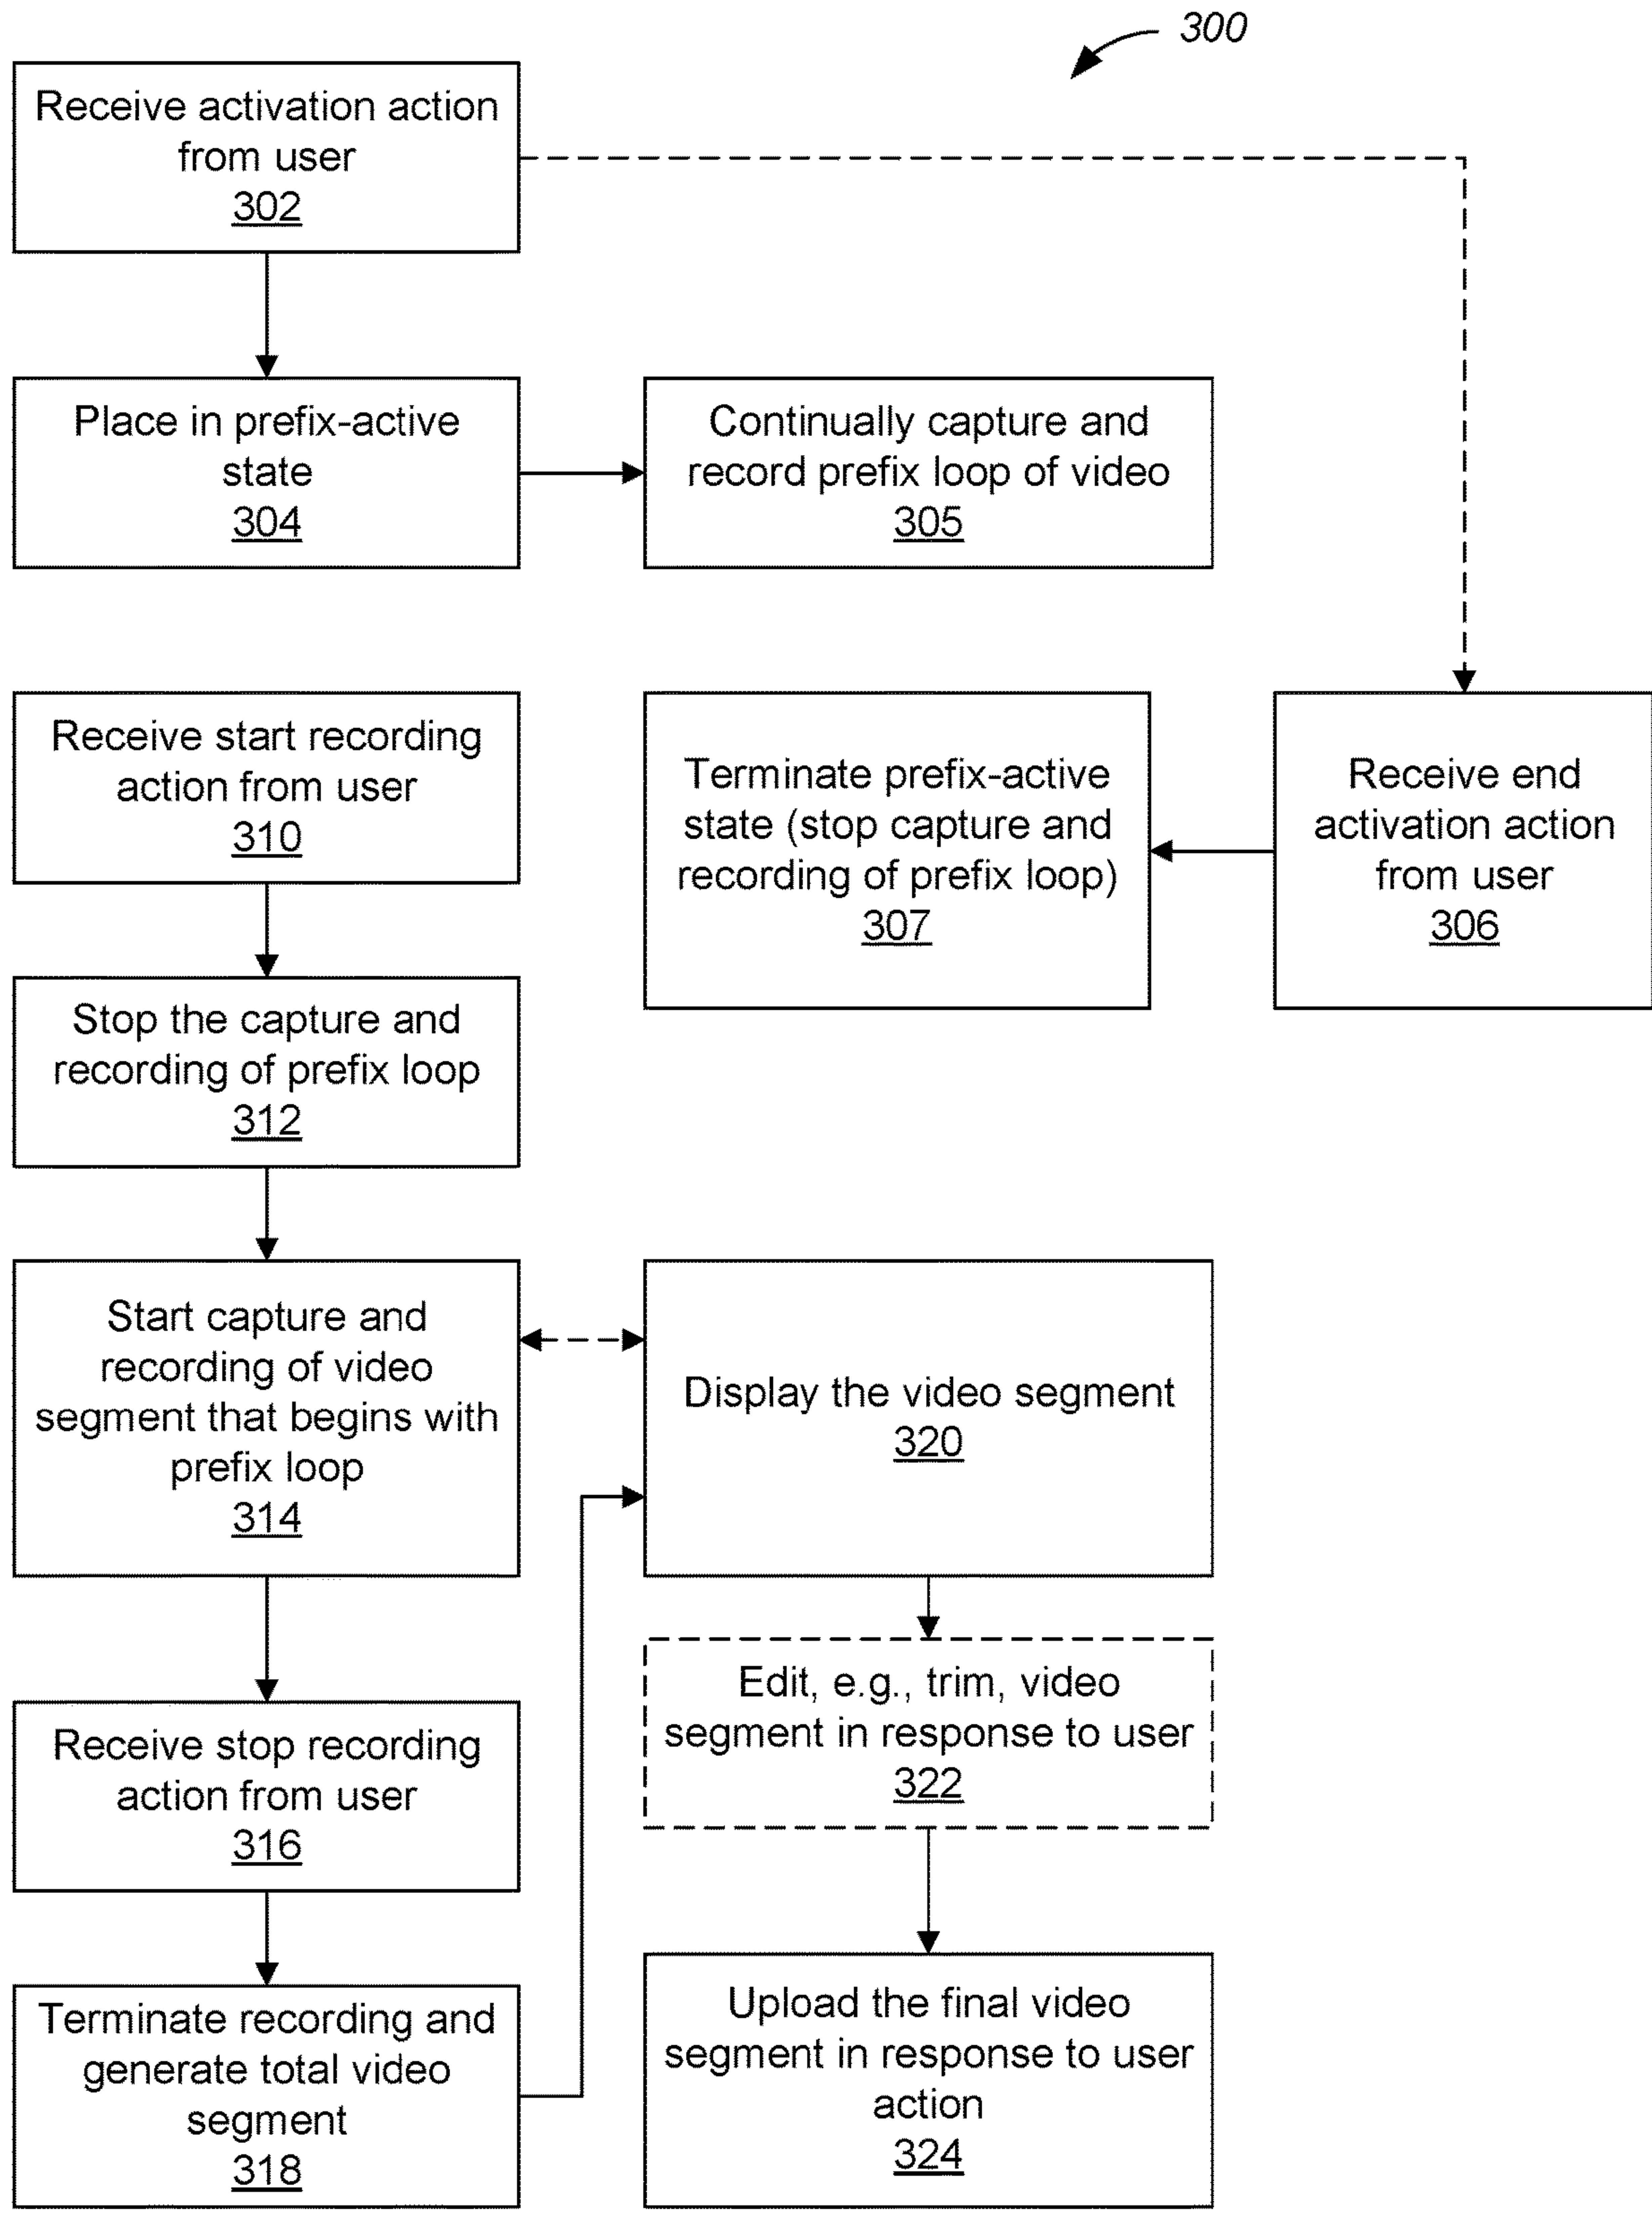 300
Receive activation action
from user
302
Place in prefix-active
state
304
Continually capture and
record prefix loop of video
305
Receive start recording
action from user
310
Terminate prefix-active
state (stop capture and
recording of prefix loop)
307
Receive end
activation action
from user
306
Stop the capture and
recording of prefix loop
312
Start capture and
recording of video
segment that begins with
prefix loop
314
Display the video segment
320
Receive stop recording
action from user
316
Edit, e.g., trim, video
segment in response to user
322
Terminate recording and
generate total video
segment
318
Upload the final video
segment in response to user
action
324